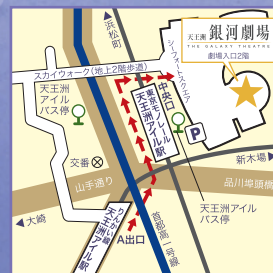 浜松町
天王洲 銀河劇場
THE GALAXY THEATRE
劇場入口2階
シーフォートスクエア
スカイウォーク(地上2階歩道)
天王洲
アイル
バス停
中央口
東京モノレール
天王洲アイル駅
P
交番
新木場
山手通り
品川埠頭橋
大崎
りんかい線
天王洲アイル駅
A出口
首都高一号線
天王洲アイル
バス停